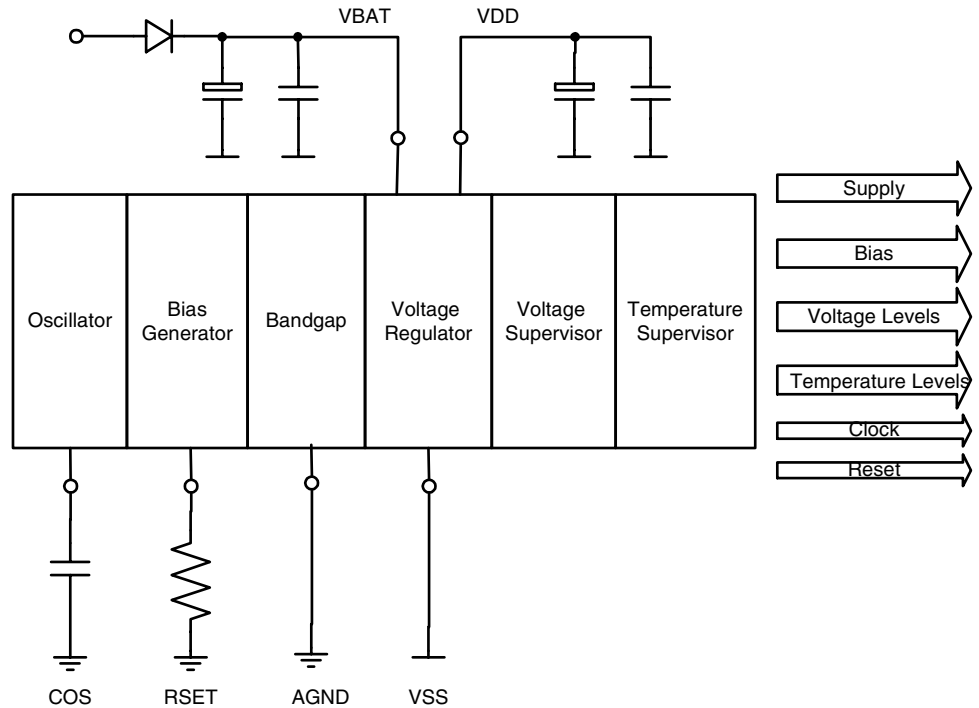 VBAT
VDD
Oscillator
Bias
Generator
Bandgap
Voltage
Regulator
Voltage
Supervisor
Temperature
Supervisor
Supply
Bias
Voltage Levels
Temperature Levels
Clock
Reset
COS
RSET
AGND
VSS